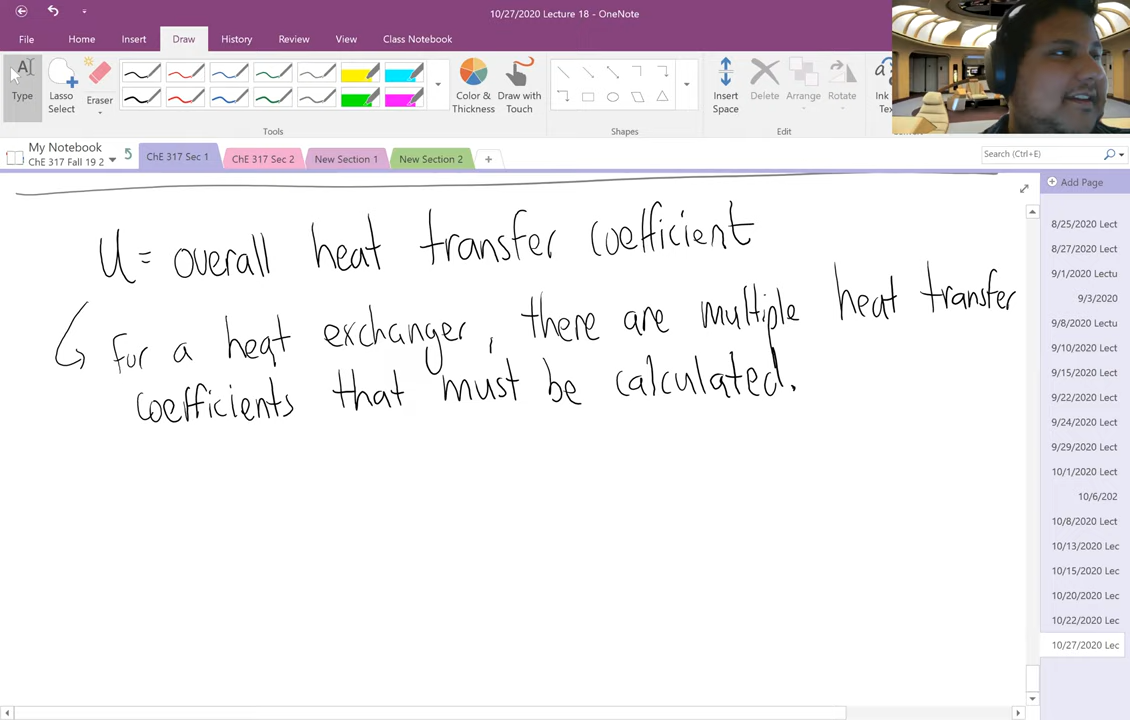 10/27/2020 Lecture 18 - OneNote
File Home Insert Draw History Review View Class Notebook
Type
Lasso Select
Eraser
Color & Thickness
Draw with Touch
Insert Space
Delete
Arrange
Rotate
Ink
Tex
Tools
Shapes
Edit
My Notebook
ChE 317 Fall 19 2
ChE 317 Sec 1
ChE 317 Sec 2
New Section 1
New Section 2
Search (Ctrl+E)
Add Page
U = overall heat transfer coefficient
For a heat exchanger, there are multiple heat transfer
coefficients that must be calculated.
8/25/2020 Lect
8/27/2020 Lect
9/1/2020 Lectu
9/3/2020
9/8/2020 Lectu
9/10/2020 Lect
9/15/2020 Lect
9/22/2020 Lect
9/24/2020 Lect
9/29/2020 Lect
10/1/2020 Lect
10/6/202
10/8/2020 Lect
10/13/2020 Lec
10/15/2020 Lec
10/20/2020 Lec
10/22/2020 Lec
10/27/2020 Lec